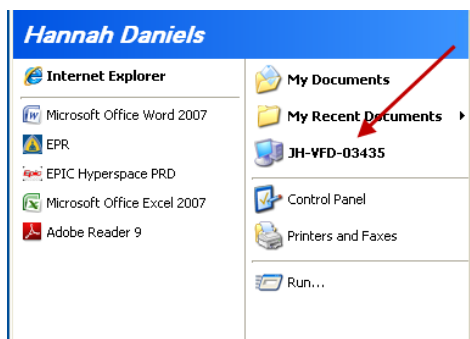 Hannah Daniels
Internet Explorer
Microsoft Office Word 2007
EPR
Epic EPIC Hyperspace PRD
Microsoft Office Excel 2007
Adobe Reader 9
My Documents
My Recent Documents
JH-VFD-03435
Control Panel
Printers and Faxes
Run...